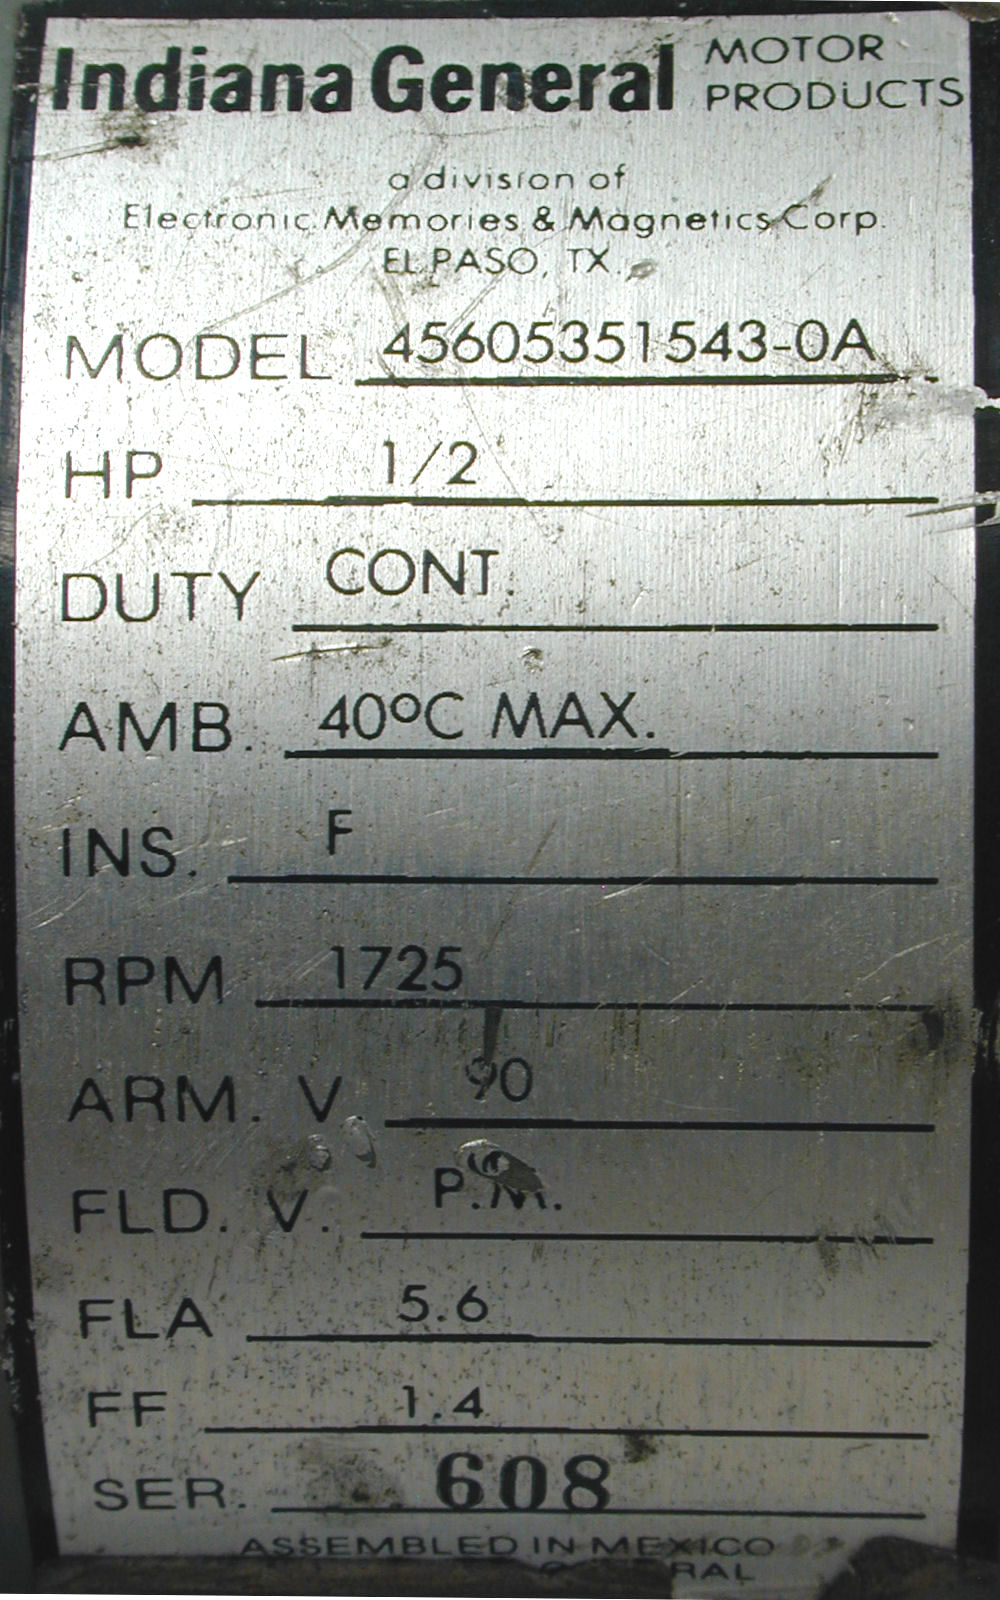 Indiana General MOTOR PRODUCTS
a division of
Electronic Memories & Magnetics Corp.
EL PASO, TX.
MODEL 45605351543-0A
HP 1/2
DUTY CONT.
AMB. 40°C MAX.
INS. F
RPM 1725
ARM. V. 90
FLD. V. P.M.
FLA 5.6
FF 1.4
SER. 608
ASSEMBLED IN MEXICO